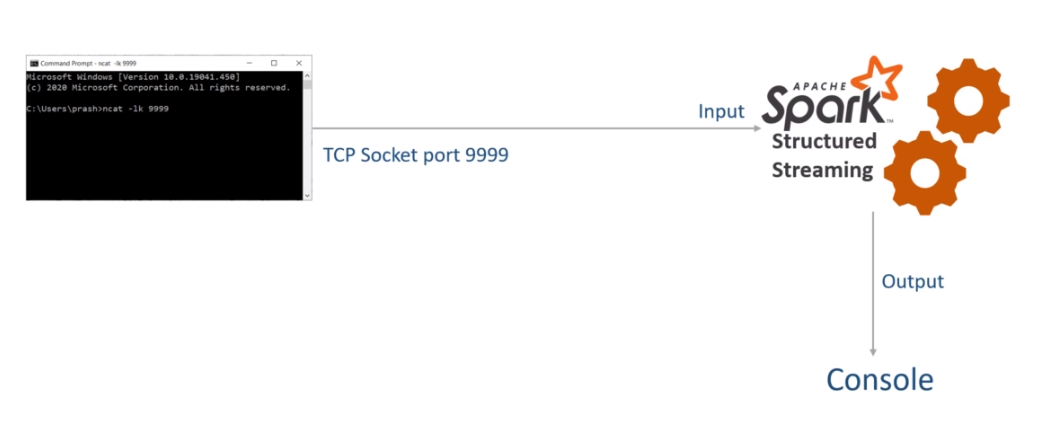 Command Prompt - ncat -lk 9999
Microsoft Windows [Version 10.0.19041.450]
(c) 2020 Microsoft Corporation. All rights reserved.
C:\Users\prash>ncat -lk 9999
TCP Socket port 9999
Input
APACHE
Spark™
Structured
Streaming
Output
Console